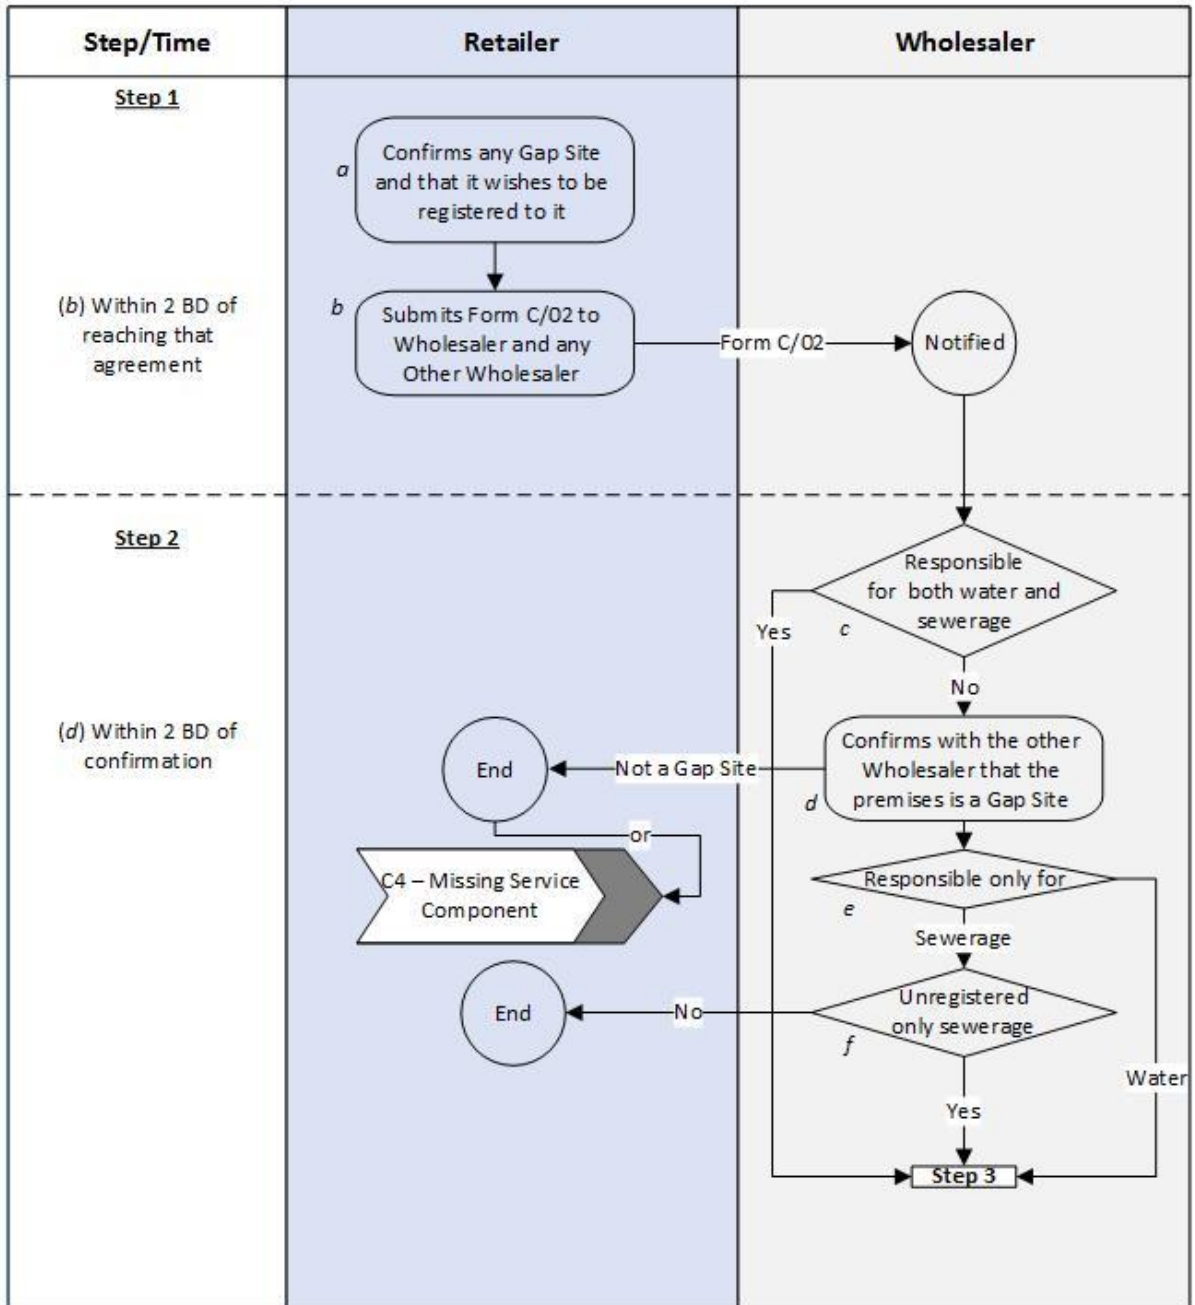 Step/Time
Retailer
Wholesaler
Step 1
a
Confirms any Gap Site
and that it wishes to be
registered to it
(b) Within 2 BD of
reaching that
agreement
b
Submits Form C/02 to
Wholesaler and any
Other Wholesaler
Form C/02
Notified
Step 2
Responsible
for both water and
sewerage
c
Yes
No
(d) Within 2 BD of
confirmation
End
Not a Gap Site
Confirms with the other
Wholesaler that the
premises is a Gap Site
d
or
C4 – Missing Service
Component
Responsible only for
e
Sewerage
End
No
Unregistered
only sewerage
f
Water
Yes
Step 3